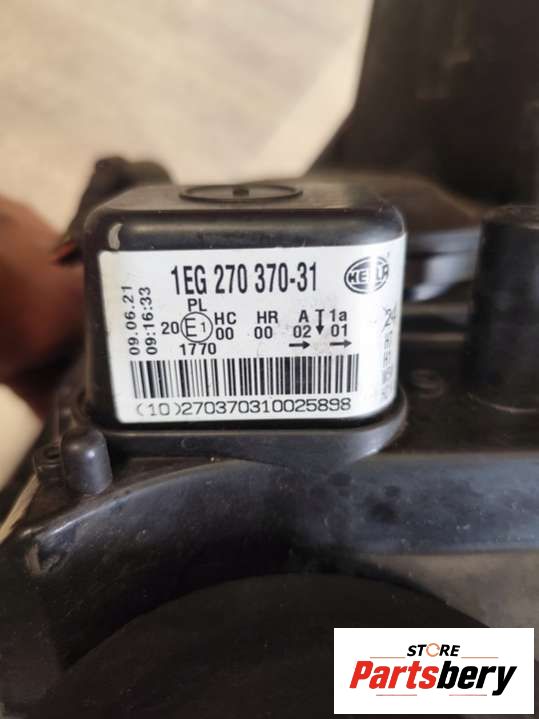 1EG 270 370-31
HELLA
09.06.21
09:16:33
PL
20 E1 HC HR A 1a
00 00 02 01
1770
(10)270370310025898
STORE
Partsbery